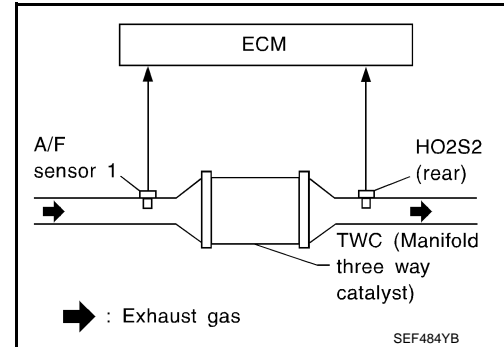 ECM
A/F
sensor 1
HO2S2
(rear)
TWC (Manifold
three way
catalyst)
: Exhaust gas
SEF484YB